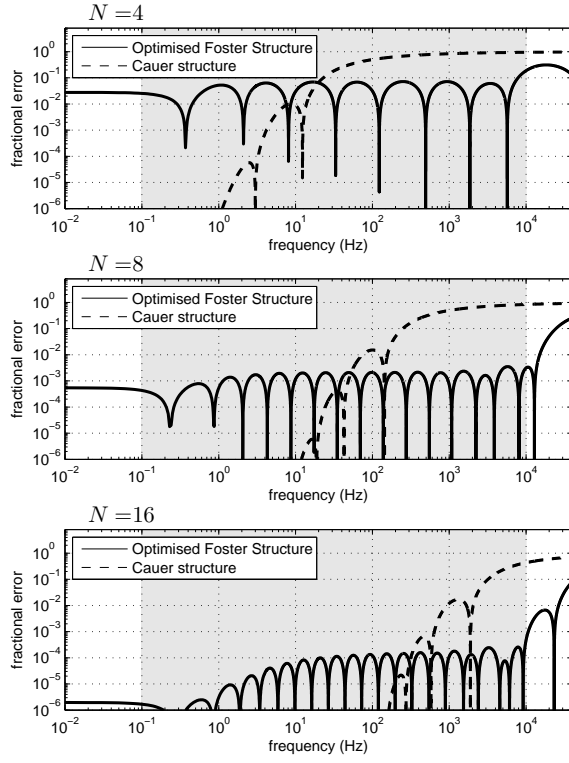 N = 4
Optimised Foster Structure
Cauer structure
fractional error
10^0
10^-1
10^-2
10^-3
10^-4
10^-5
10^-6
10^-2 10^-1 10^0 10^1 10^2 10^3 10^4
frequency (Hz)
N = 8
Optimised Foster Structure
Cauer structure
fractional error
10^0
10^-1
10^-2
10^-3
10^-4
10^-5
10^-6
10^-2 10^-1 10^0 10^1 10^2 10^3 10^4
frequency (Hz)
N = 16
Optimised Foster Structure
Cauer structure
fractional error
10^0
10^-1
10^-2
10^-3
10^-4
10^-5
10^-6
10^-2 10^-1 10^0 10^1 10^2 10^3 10^4
frequency (Hz)